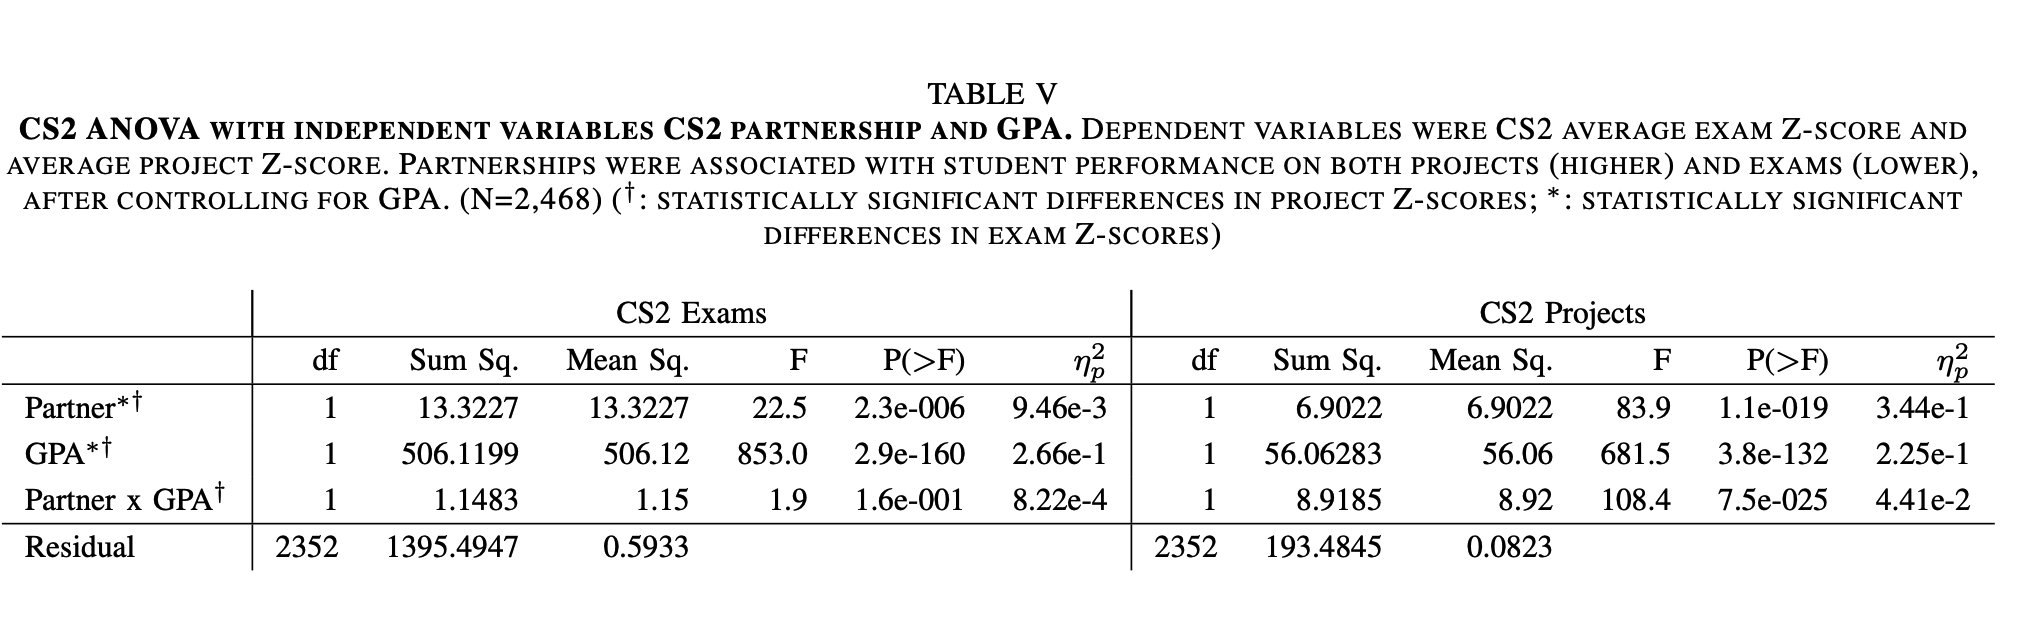 TABLE V
CS2 ANOVA WITH INDEPENDENT VARIABLES CS2 PARTNERSHIP AND GPA. DEPENDENT VARIABLES WERE CS2 AVERAGE EXAM Z-SCORE AND
AVERAGE PROJECT Z-SCORE. PARTNERSHIPS WERE ASSOCIATED WITH STUDENT PERFORMANCE ON BOTH PROJECTS (HIGHER) AND EXAMS (LOWER),
AFTER CONTROLLING FOR GPA. (N=2,468) (†: STATISTICALLY SIGNIFICANT DIFFERENCES IN PROJECT Z-SCORES; *: STATISTICALLY SIGNIFICANT
DIFFERENCES IN EXAM Z-SCORES)
CS2 Exams CS2 Projects
df Sum Sq. Mean Sq. F P(>F) η²ₚ df Sum Sq. Mean Sq. F P(>F) η²ₚ
Partner*† 1 13.3227 13.3227 22.5 2.3e-006 9.46e-3 1 6.9022 6.9022 83.9 1.1e-019 3.44e-1
GPA*† 1 506.1199 506.12 853.0 2.9e-160 2.66e-1 1 56.06283 56.06 681.5 3.8e-132 2.25e-1
Partner x GPA† 1 1.1483 1.15 1.9 1.6e-001 8.22e-4 1 8.9185 8.92 108.4 7.5e-025 4.41e-2
Residual 2352 1395.4947 0.5933 2352 193.4845 0.0823